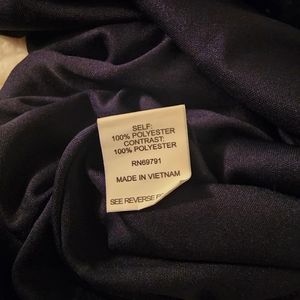 SELF:
100% POLYESTER
CONTRAST:
100% POLYESTER
RN69791
MADE IN VIETNAM
SEE REVERSE